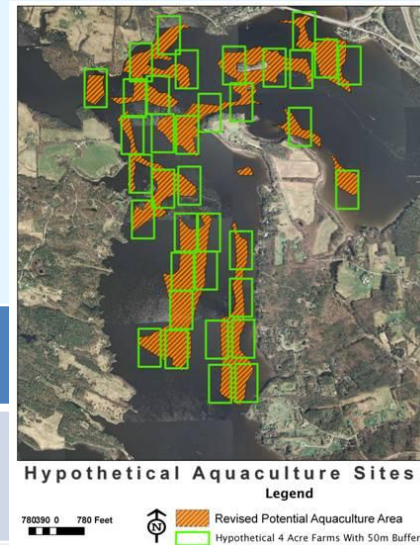 Hypothetical Aquaculture Sites
Legend
780390 0 780 Feet
N
Revised Potential Aquaculture Area
Hypothetical 4 Acre Farms With 50m Buffer